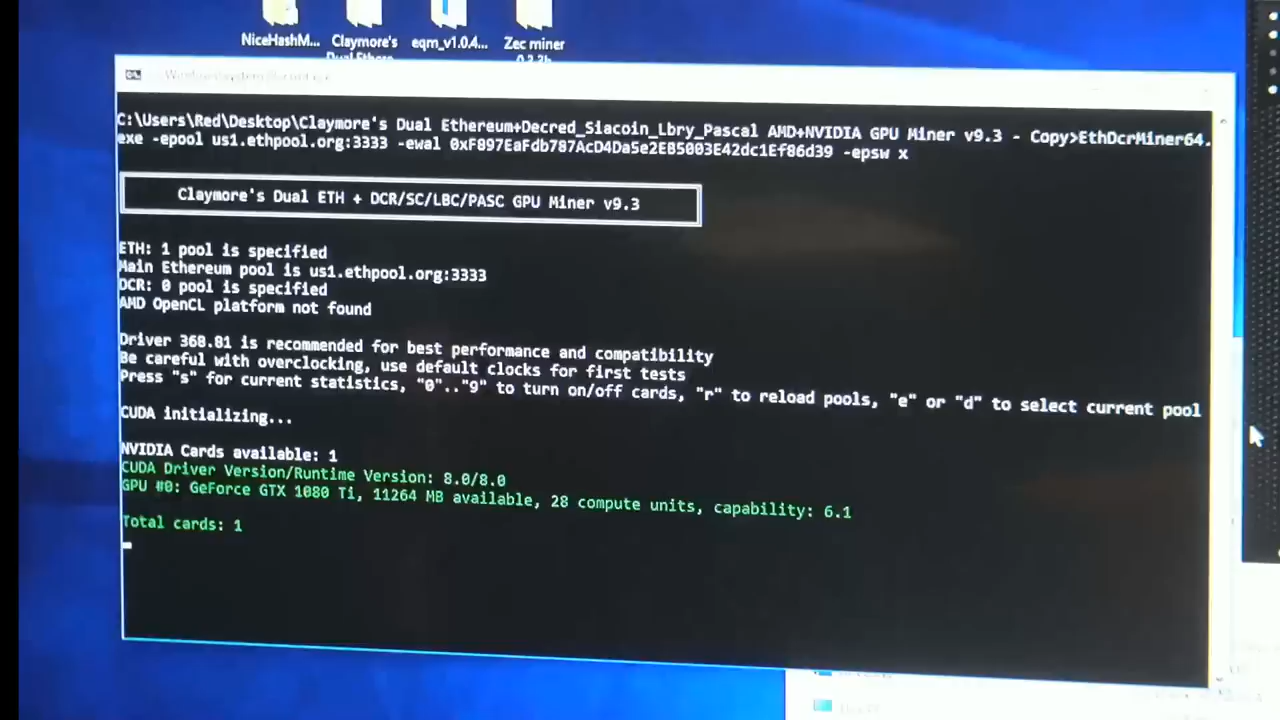 NiceHashM... Claymore's eqm_v1.0.4... Zec miner
Dual Ethere...
C:\Users\Red\Desktop\Claymore's Dual Ethereum+Decred_Siacoin_Lbry_Pascal AMD+NVIDIA GPU Miner v9.3 - Copy>EthDcrMiner64.
exe -epool us1.ethpool.org:3333 -ewal 0xF897EaFdb787AcD4Da5e2EB5003E42dc1Ef86d39 -epsw x
Claymore's Dual ETH + DCR/SC/LBC/PASC GPU Miner v9.3
ETH: 1 pool is specified
Main Ethereum pool is us1.ethpool.org:3333
DCR: 0 pool is specified
AMD OpenCL platform not found
Driver 368.81 is recommended for best performance and compatibility
Be careful with overclocking, use default clocks for first tests
Press "s" for current statistics, "0".."9" to turn on/off cards, "r" to reload pools, "e" or "d" to select current pool
CUDA initializing...
NVIDIA Cards available: 1
CUDA Driver Version/Runtime Version: 8.0/8.0
GPU #0: GeForce GTX 1080 Ti, 11264 MB available, 28 compute units, capability: 6.1
Total cards: 1